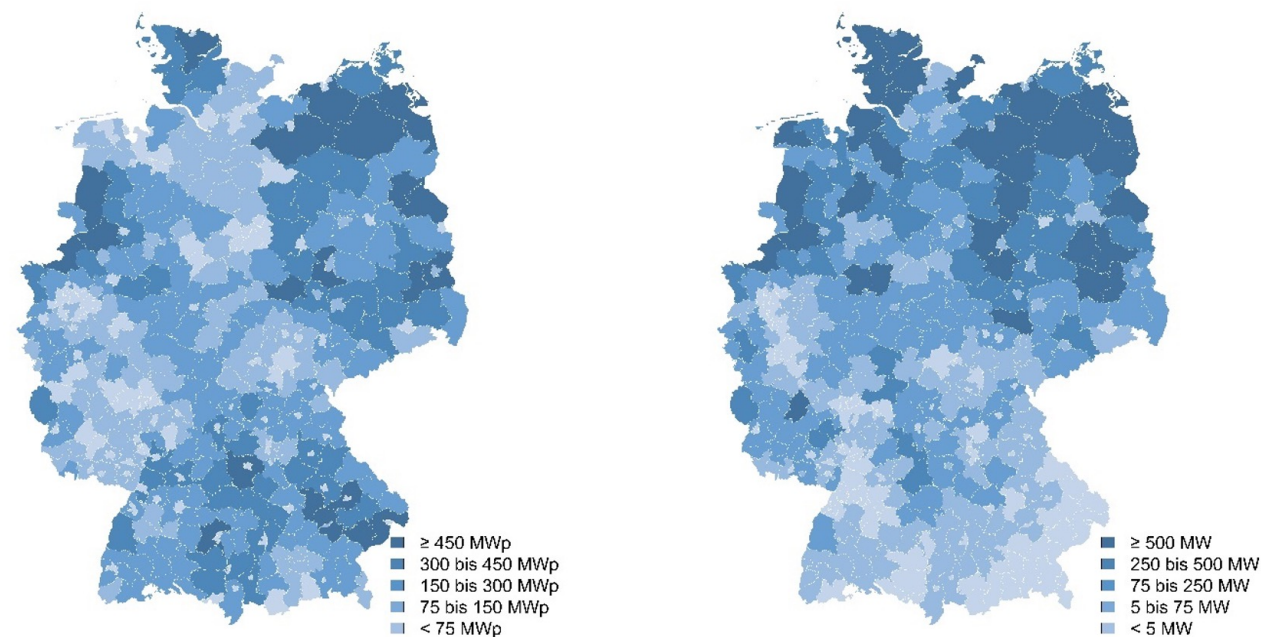 ≥ 450 MWp
300 bis 450 MWp
150 bis 300 MWp
75 bis 150 MWp
< 75 MWp
≥ 500 MW
250 bis 500 MW
75 bis 250 MW
5 bis 75 MW
< 5 MW